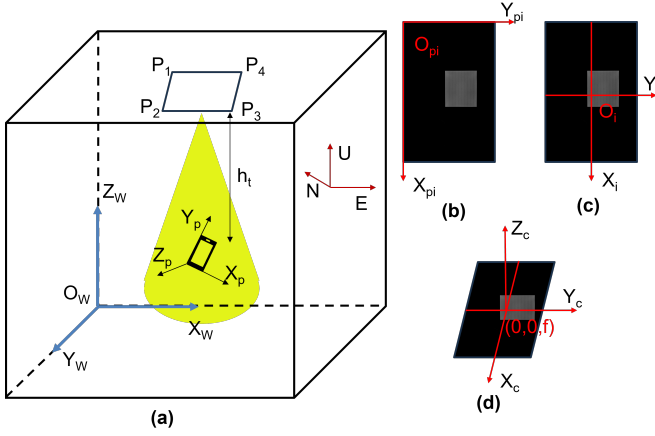 P1
P4
P2
P3
ht
U
N
E
ZW
Yp
Zp
Xp
OW
XW
YW
(a)
Ypi
Opi
Xpi
(b)
Y
Oi
Xi
(c)
Zc
Yc
(0,0,f)
Xc
(d)